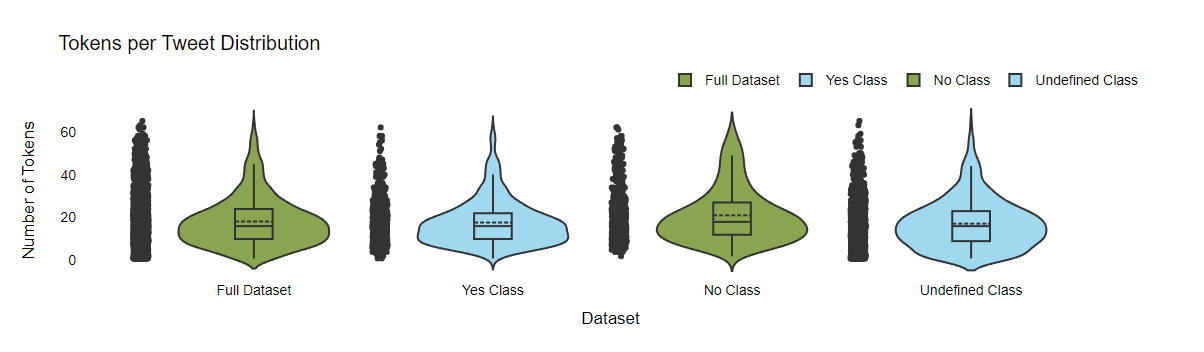 Tokens per Tweet Distribution
Full Dataset Yes Class No Class Undefined Class
Number of Tokens
60
40
20
0
Full Dataset Yes Class No Class Undefined Class
Dataset